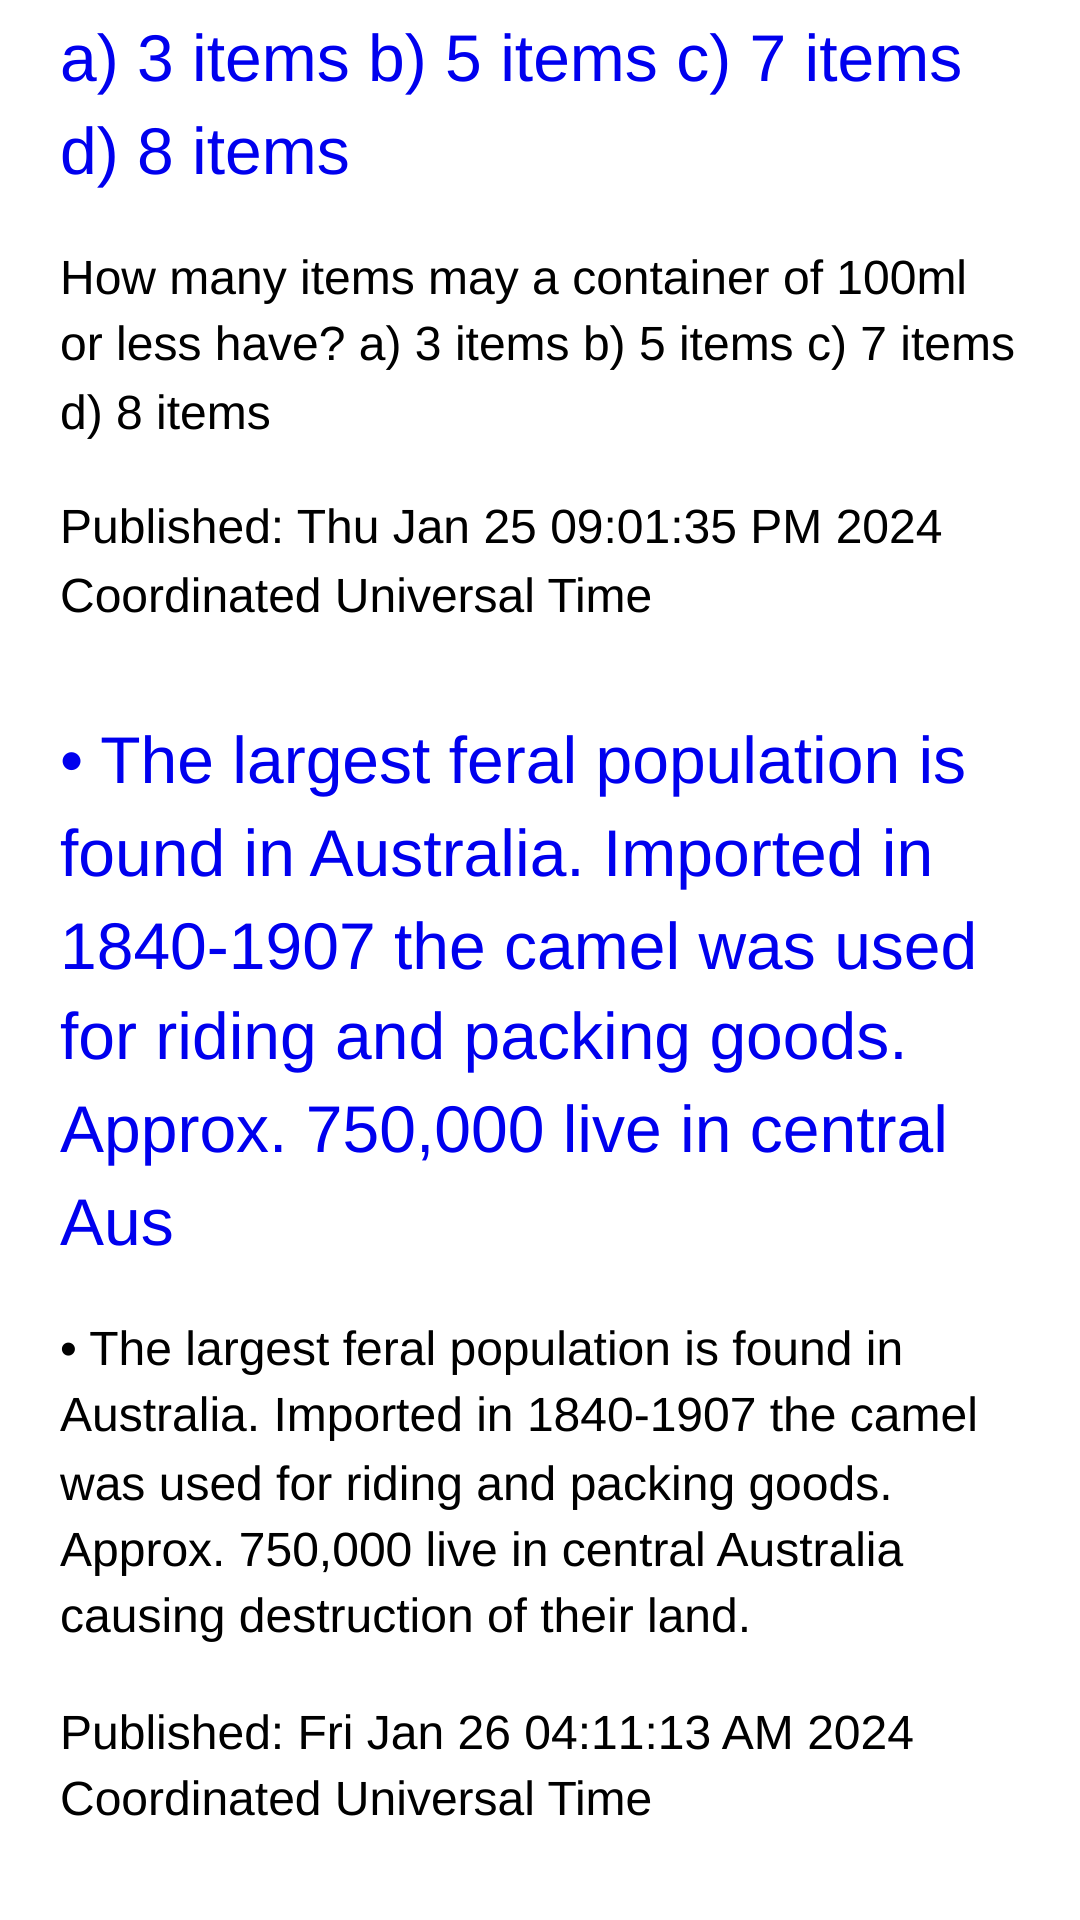 a) 3 items b) 5 items c) 7 items
d) 8 items
How many items may a container of 100ml
or less have? a) 3 items b) 5 items c) 7 items
d) 8 items
Published: Thu Jan 25 09:01:35 PM 2024
Coordinated Universal Time
• The largest feral population is
found in Australia. Imported in
1840-1907 the camel was used
for riding and packing goods.
Approx. 750,000 live in central
Aus
• The largest feral population is found in
Australia. Imported in 1840-1907 the camel
was used for riding and packing goods.
Approx. 750,000 live in central Australia
causing destruction of their land.
Published: Fri Jan 26 04:11:13 AM 2024
Coordinated Universal Time